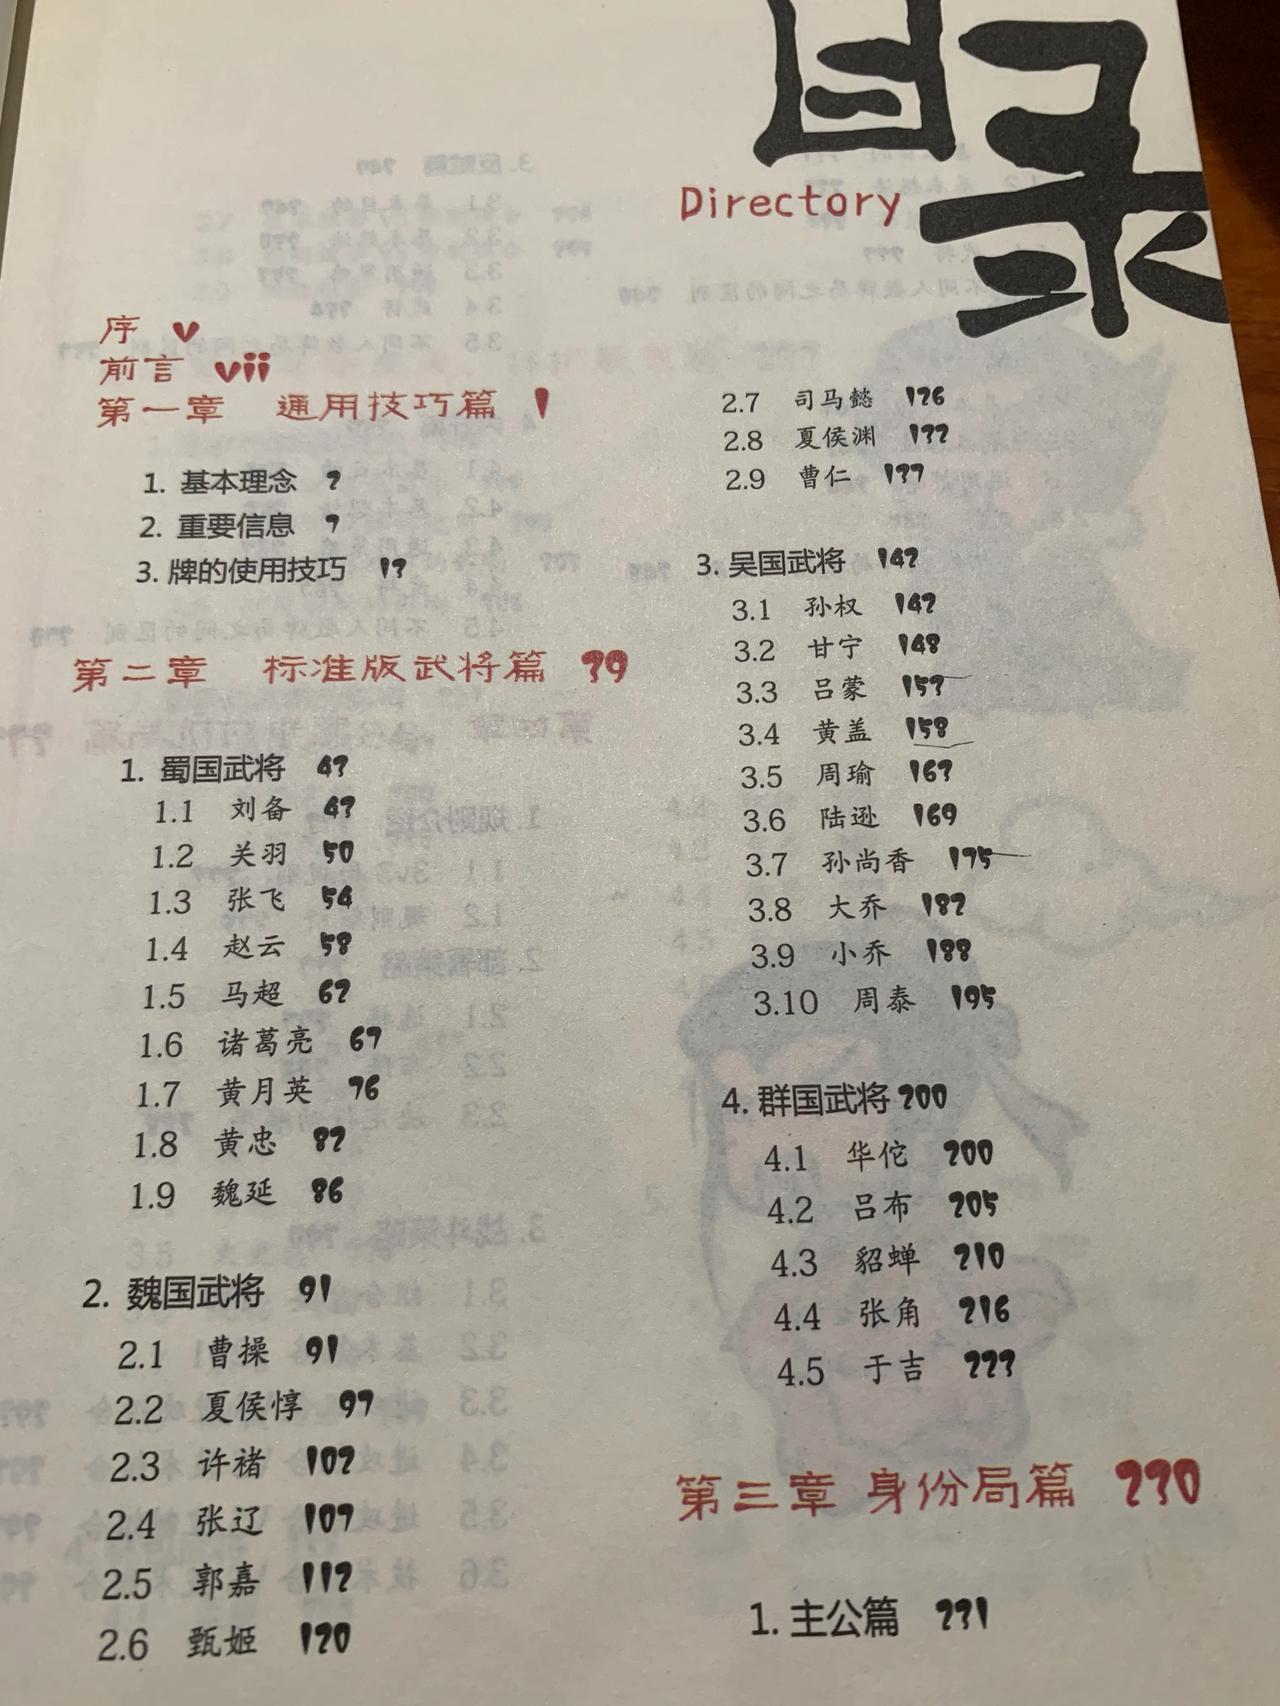 目录
Directory
序 v
前言 vii
第一章 通用技巧篇 1
1. 基本理念 2
2. 重要信息 7
3. 牌的使用技巧 13
第二章 标准版武将篇 39
1. 蜀国武将 42
1.1 刘备 42
1.2 关羽 50
1.3 张飞 54
1.4 赵云 58
1.5 马超 62
1.6 诸葛亮 67
1.7 黄月英 76
1.8 黄忠 82
1.9 魏延 86
2. 魏国武将 91
2.1 曹操 91
2.2 夏侯惇 97
2.3 许褚 102
2.4 张辽 107
2.5 郭嘉 112
2.6 甄姬 120
2.7 司马懿 126
2.8 夏侯渊 132
2.9 曹仁 137
3. 吴国武将 142
3.1 孙权 142
3.2 甘宁 148
3.3 吕蒙 153
3.4 黄盖 158
3.5 周瑜 163
3.6 陆逊 169
3.7 孙尚香 175
3.8 大乔 182
3.9 小乔 188
3.10 周泰 195
4. 群国武将 200
4.1 华佗 200
4.2 吕布 205
4.3 貂蝉 210
4.4 张角 216
4.5 于吉 223
第三章 身份局篇 230
1. 主公篇 231